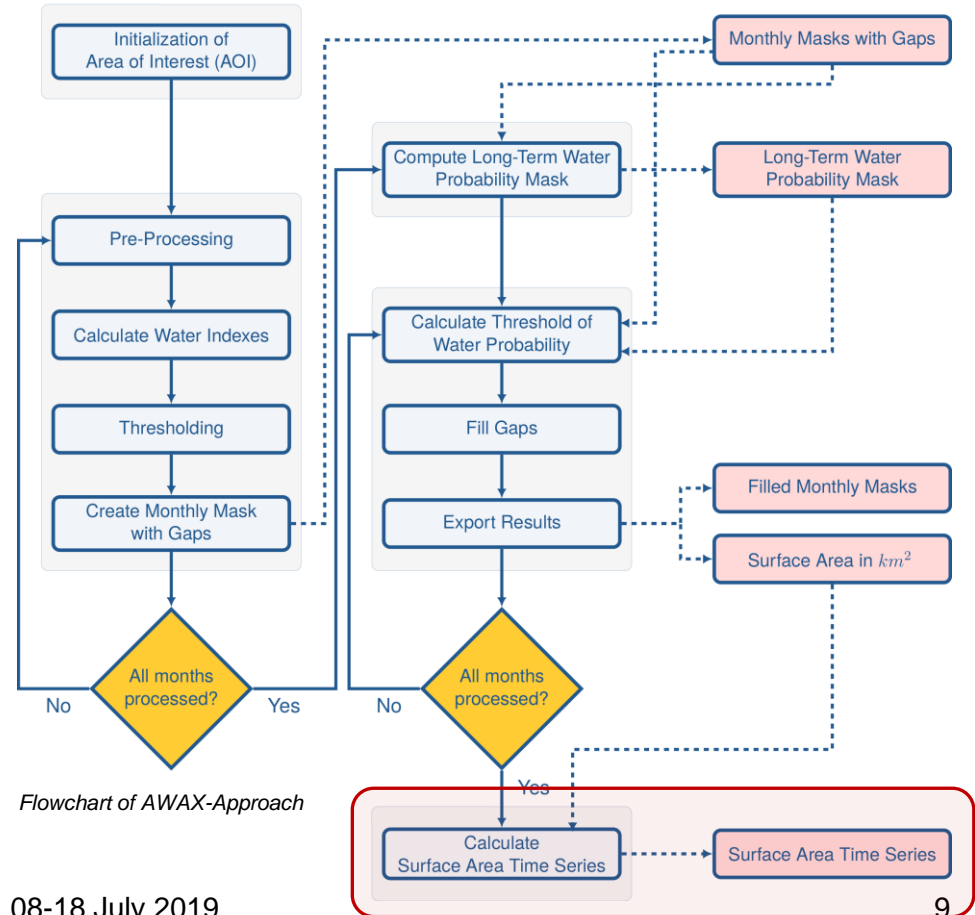 Initialization of
Area of Interest (AOI)
Pre-Processing
Calculate Water Indexes
Thresholding
Create Monthly Mask
with Gaps
All months
processed?
No
Yes
Compute Long-Term Water
Probability Mask
Calculate Threshold of
Water Probability
Fill Gaps
Export Results
All months
processed?
No
Yes
Calculate
Surface Area Time Series
Monthly Masks with Gaps
Long-Term Water
Probability Mask
Filled Monthly Masks
Surface Area in km²
Surface Area Time Series
Flowchart of AWAX-Approach
08-18 July 2019
9